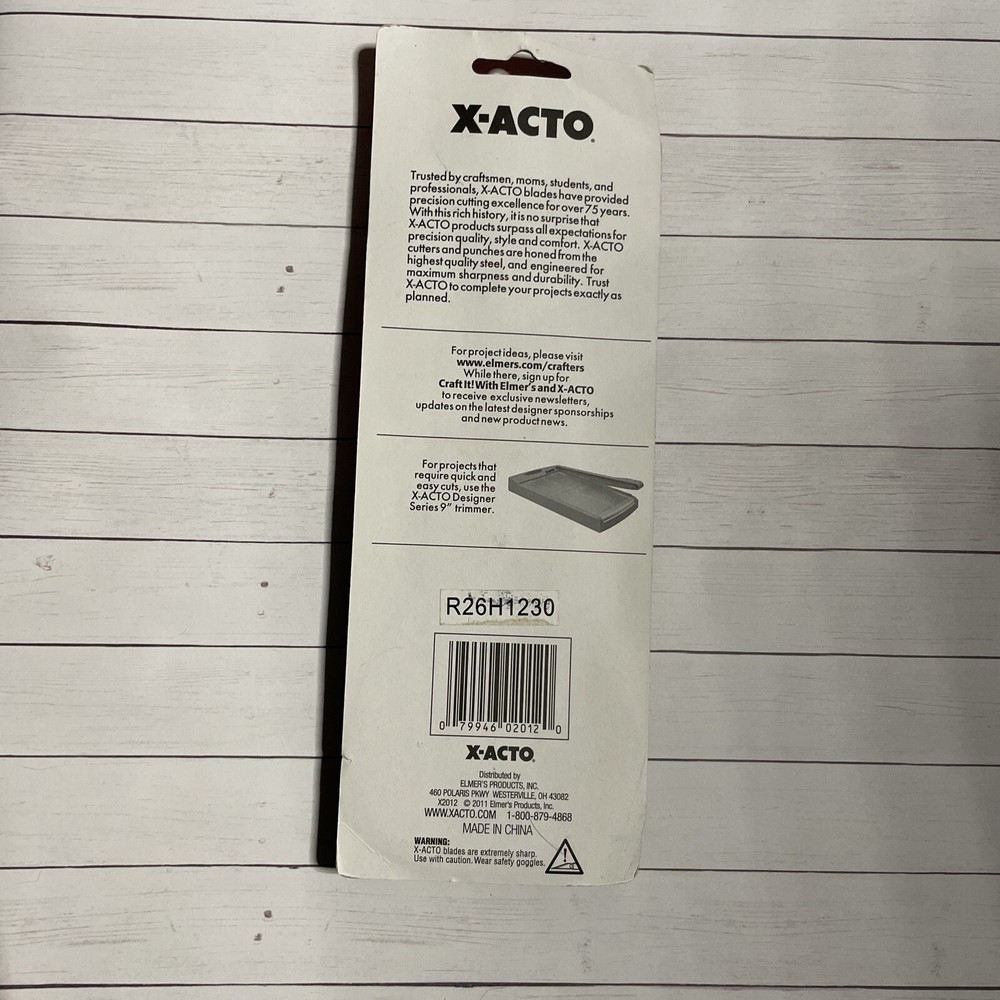 X-ACTO
Trusted by craftsmen, moms, students, and
professionals, X-ACTO blades have provided
precision cutting excellence for over 75 years.
With this rich history, it is no surprise that
X-ACTO products surpass all expectations for
precision quality, style and comfort. X-ACTO
cutters and punches are honed from the
highest quality steel, and engineered for
maximum sharpness and durability. Trust
X-ACTO to complete your projects exactly as
planned.
For project ideas, please visit
www.elmers.com/crafters
While there, sign up for
Craft It! With Elmer's and X-ACTO
to receive exclusive newsletters,
updates on the latest designer sponsorships
and new product news.
For projects that
require quick and
easy cuts, use the
X-ACTO Designer
Series 9" trimmer.
R26H1230
0 79946 02012 0
X-ACTO
Distributed by
ELMER'S PRODUCTS, INC.
460 POLARIS PKWY WESTERVILLE, OH 43082
X2012 © 2011 Elmer's Products, Inc.
WWW.XACTO.COM 1-800-879-4868
MADE IN CHINA
WARNING:
X-ACTO blades are extremely sharp.
Use with caution. Wear safety goggles.